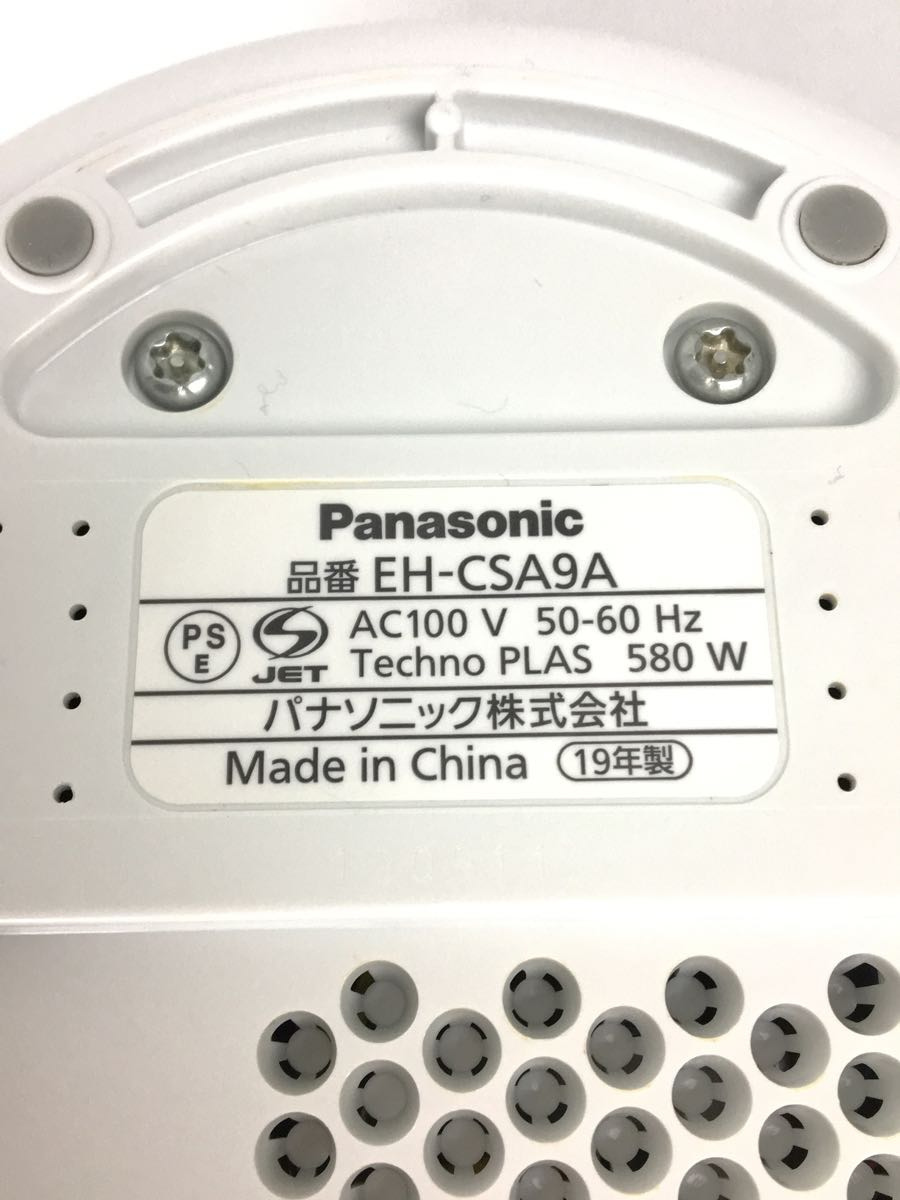 Panasonic
品番 EH-CSA9A
PS E JET AC100 V 50-60 Hz
Techno PLAS 580 W
パナソニック株式会社
Made in China 19年製